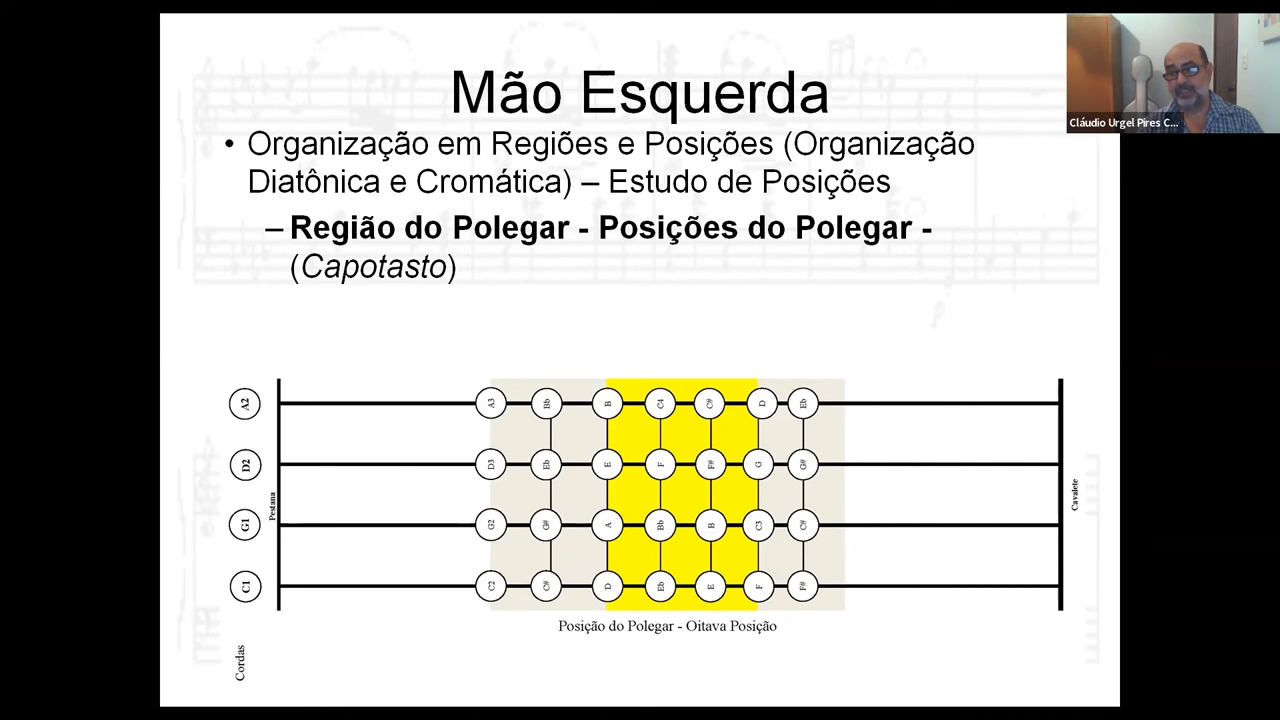 Mão Esquerda
• Organização em Regiões e Posições (Organização
Diatônica e Cromática) – Estudo de Posições
– Região do Polegar - Posições do Polegar -
(Capotasto)
Cláudio Urgel Pires C...
A2 A3 Bb B C4 C# D Eb
D2 D3 Eb E F F# G G#
G1 G2 G# A Bb B C3 C#
C1 C2 C# D Eb E F F#
Pestana
Cavalete
Posição do Polegar - Oitava Posição
Cordas